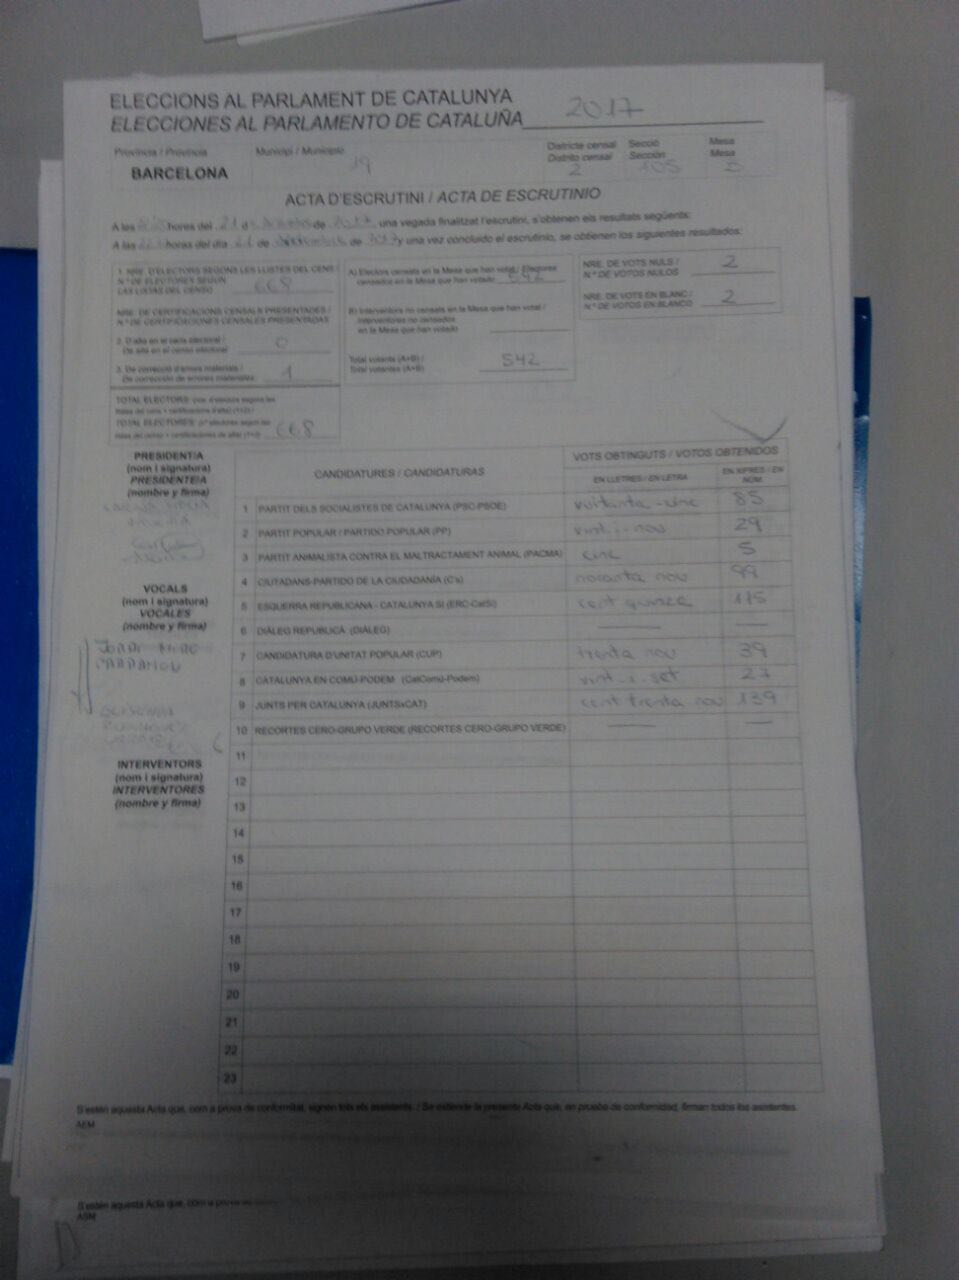 ELECCIONS AL PARLAMENT DE CATALUNYA
ELECCIONES AL PARLAMENTO DE CATALUÑA 2017
Província / Provincia
Municipi / Municipio
Districte censal Secció Mesa
Distrito censal Sección Mesa
BARCELONA 19 2 105
ACTA D'ESCRUTINI / ACTA DE ESCRUTINIO
A les hores del 21 d de 2017 una vegada finalitzat l'escrutini, s'obtenen els resultats següents:
A las horas del día 21 de de 2017 y una vez concluido el escrutinio, se obtienen los siguientes resultados:
1. NRE. D'ELECTORS SEGONS LES LLISTES DEL CENS /
N.º DE ELECTORES SEGÚN
LAS LISTAS DEL CENSO 668
NRE. DE CERTIFICACIONS CENSALS PRESENTADES /
N.º DE CERTIFICACIONES CENSALES PRESENTADAS
2. D'alta en el cens electoral /
De alta en el censo electoral 0
3. De correcció d'errors materials /
De corrección de errores materiales 1
TOTAL ELECTORS:
TOTAL ELECTORES: 668
A) Electors censats en la Mesa que han votat / Electores
censados en la Mesa que han votado 542
B) Interventors no censats en la Mesa que han votat /
Interventores no censados
en la Mesa que han votado
Total votants (A+B) /
Total votantes (A+B) 542
NRE. DE VOTS NULS /
N.º DE VOTOS NULOS 2
NRE. DE VOTS EN BLANC /
N.º DE VOTOS EN BLANCO 2
PRESIDENT/A
(nom i signatura)
PRESIDENTE/A
(nombre y firma)
VOCALS
(nom i signatura)
VOCALES
(nombre y firma)
JORDI
INTERVENTORS
(nom i signatura)
INTERVENTORES
(nombre y firma)
CANDIDATURES / CANDIDATURAS
VOTS OBTINGUTS / VOTOS OBTENIDOS
EN LLETRES / EN LETRA
EN XIFRES / EN NÚM.
1 PARTIT DELS SOCIALISTES DE CATALUNYA (PSC-PSOE) vuitanta-cinc 85
2 PARTIT POPULAR / PARTIDO POPULAR (PP) vint-i-nou 29
3 PARTIT ANIMALISTA CONTRA EL MALTRACTAMENT ANIMAL (PACMA) cinc 5
4 CIUTADANS-PARTIDO DE LA CIUDADANÍA (C's) noranta nou 99
5 ESQUERRA REPUBLICANA - CATALUNYA SÍ (ERC-CatSí) cent quinze 115
6 DIÀLEG REPUBLICÀ (DIÀLEG) — —
7 CANDIDATURA D'UNITAT POPULAR (CUP) trenta nou 39
8 CATALUNYA EN COMÚ-PODEM (CatComú-Podem) vint-i-set 27
9 JUNTS PER CATALUNYA (JUNTSxCAT) cent trenta nou 139
10 RECORTES CERO-GRUPO VERDE (RECORTES CERO-GRUPO VERDE) — —
11
12
13
14
15
16
17
18
19
20
21
22
23
S'estén aquesta Acta que, com a prova de conformitat, signen tots els assistents. / Se extiende la presente Acta que, en prueba de conformidad, firman todos los asistentes.
AEM
S'estén aquesta Acta que, com a prova de